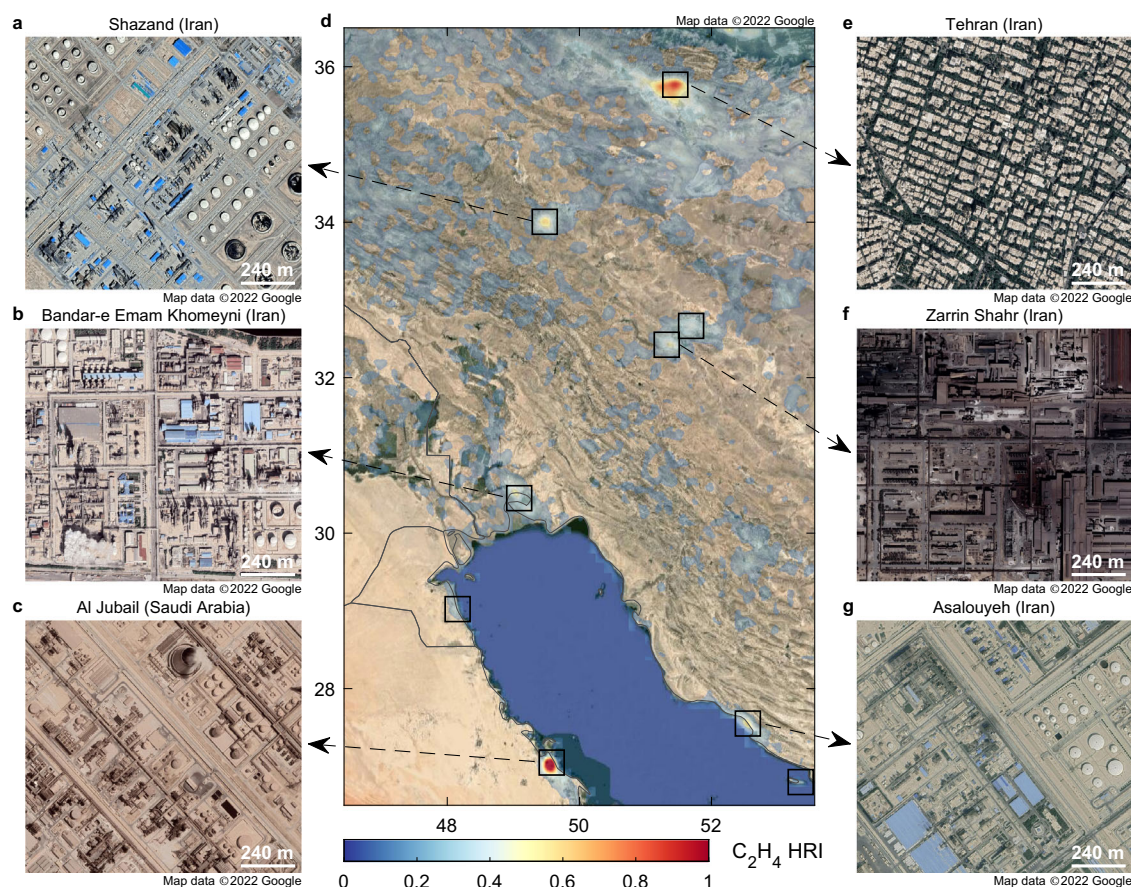 a
Shazand (Iran)
240 m
Map data ©2022 Google
b
Bandar-e Emam Khomeyni (Iran)
240 m
Map data ©2022 Google
c
Al Jubail (Saudi Arabia)
240 m
Map data ©2022 Google
d
Map data ©2022 Google
36
34
32
30
28
48 50 52
C₂H₄ HRI
0 0.2 0.4 0.6 0.8 1
e
Tehran (Iran)
240 m
Map data ©2022 Google
f
Zarrin Shahr (Iran)
240 m
Map data ©2022 Google
g
Asalouyeh (Iran)
240 m
Map data ©2022 Google